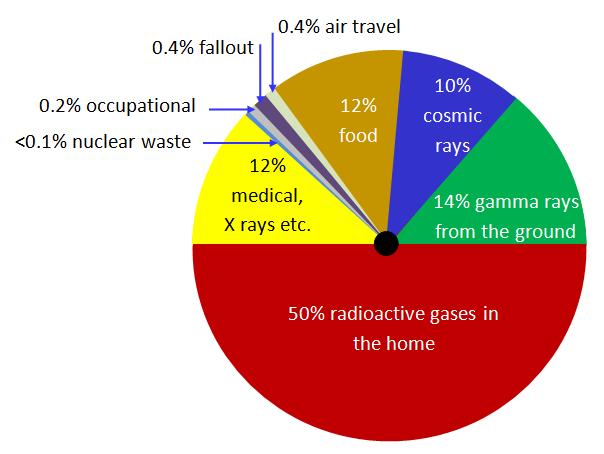 0.4% air travel
0.4% fallout
0.2% occupational
<0.1% nuclear waste
12%
medical,
X rays etc.
12%
food
10%
cosmic
rays
14% gamma rays
from the ground
50% radioactive gases in
the home